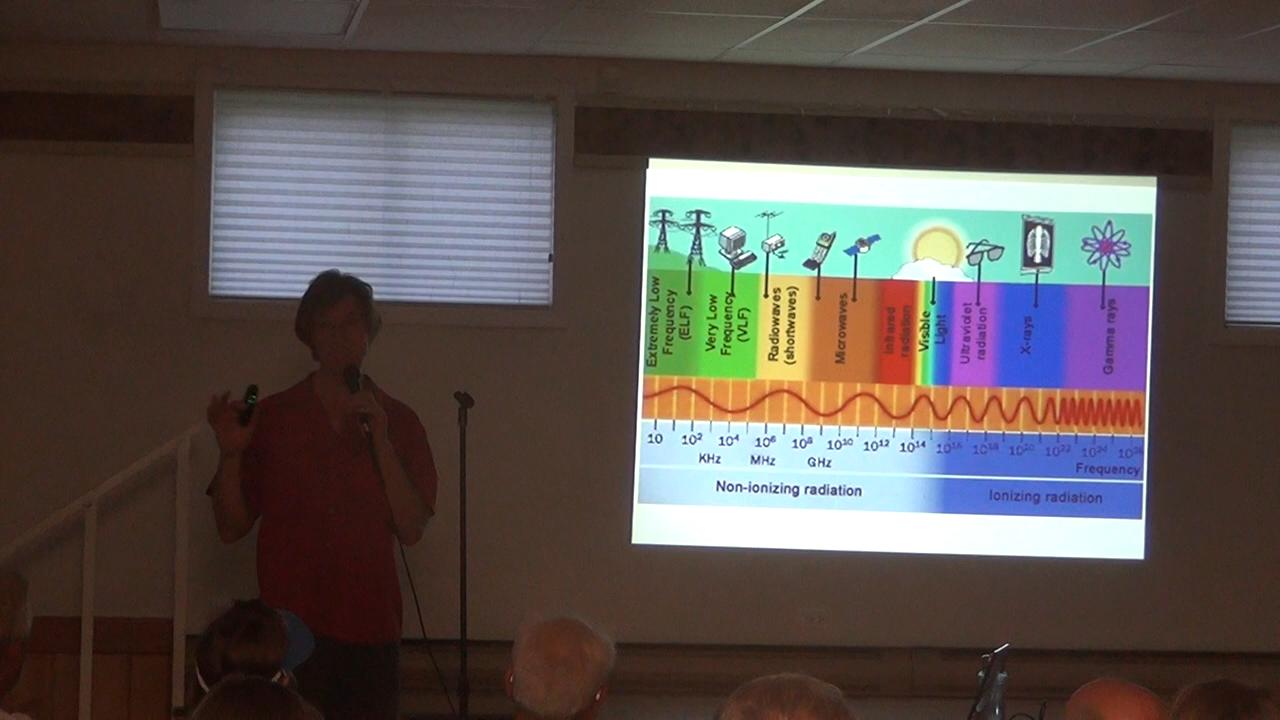 Extremely Low
Frequency
(ELF)
Very Low
Frequency
(VLF)
Radiowaves
(shortwaves)
Microwaves
Infrared
radiation
Visible
Light
Ultraviolet
radiation
X-rays
Gamma rays
10 10² 10⁴ 10⁶ 10⁸ 10¹⁰ 10¹² 10¹⁴ 10¹⁶ 10¹⁸ 10²⁰ 10²² 10²⁴
KHz MHz GHz
Frequency
Non-ionizing radiation Ionizing radiation